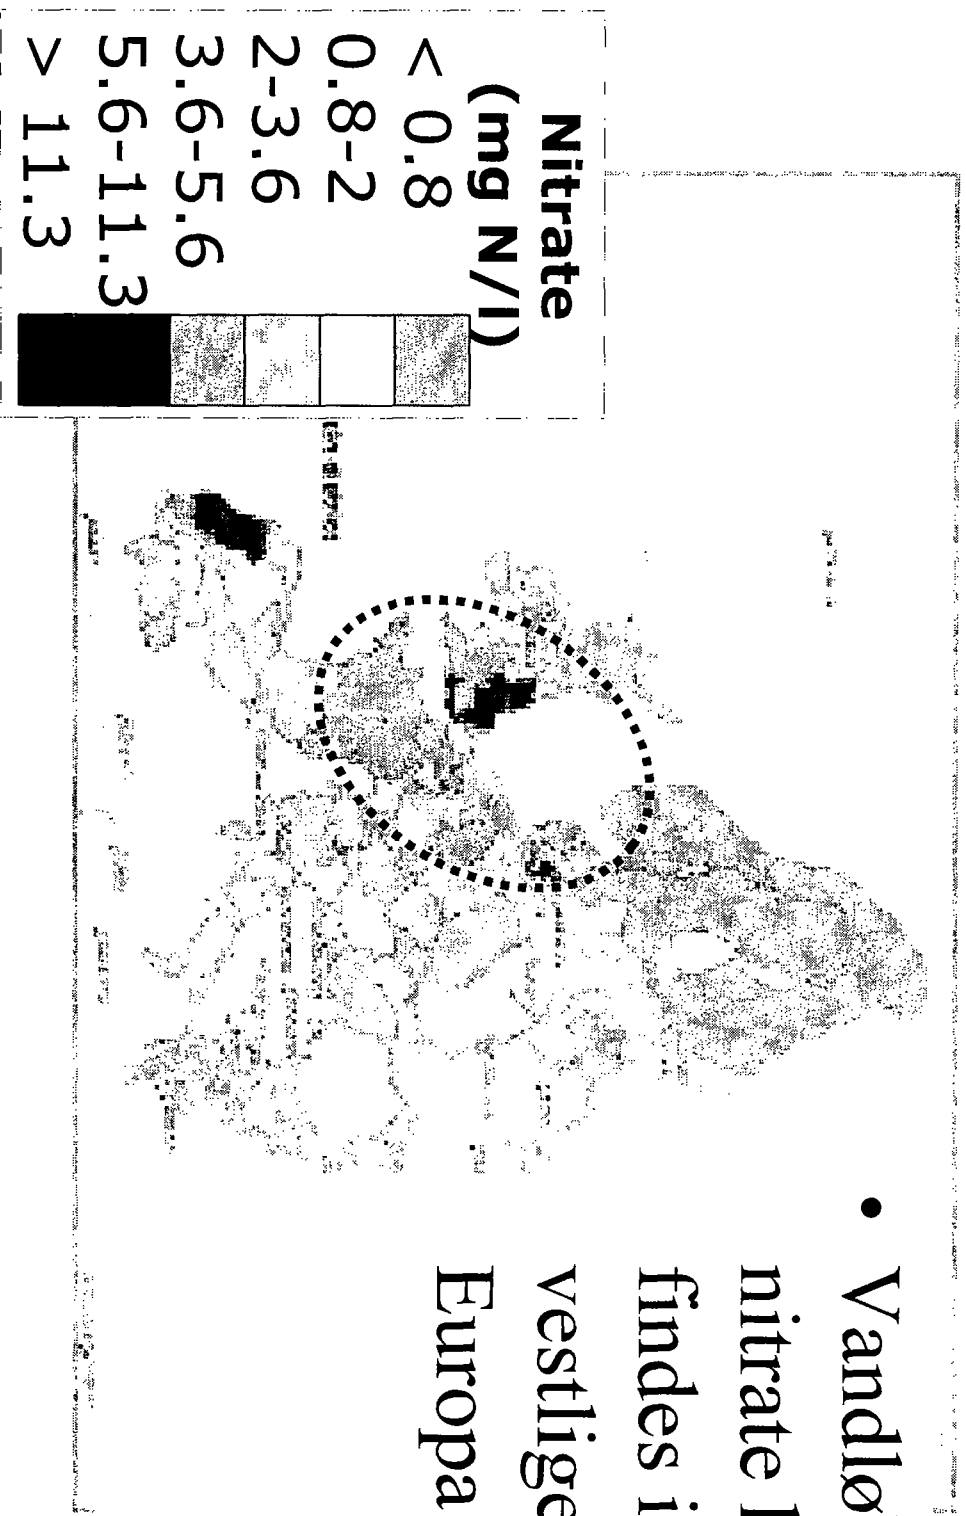 Nitrate
(mg N/l)
< 0.8
0.8-2
2-3.6
3.6-5.6
5.6-11.3
> 11.3
• Vandlø
nitrate
findes i
vestlige
Europa